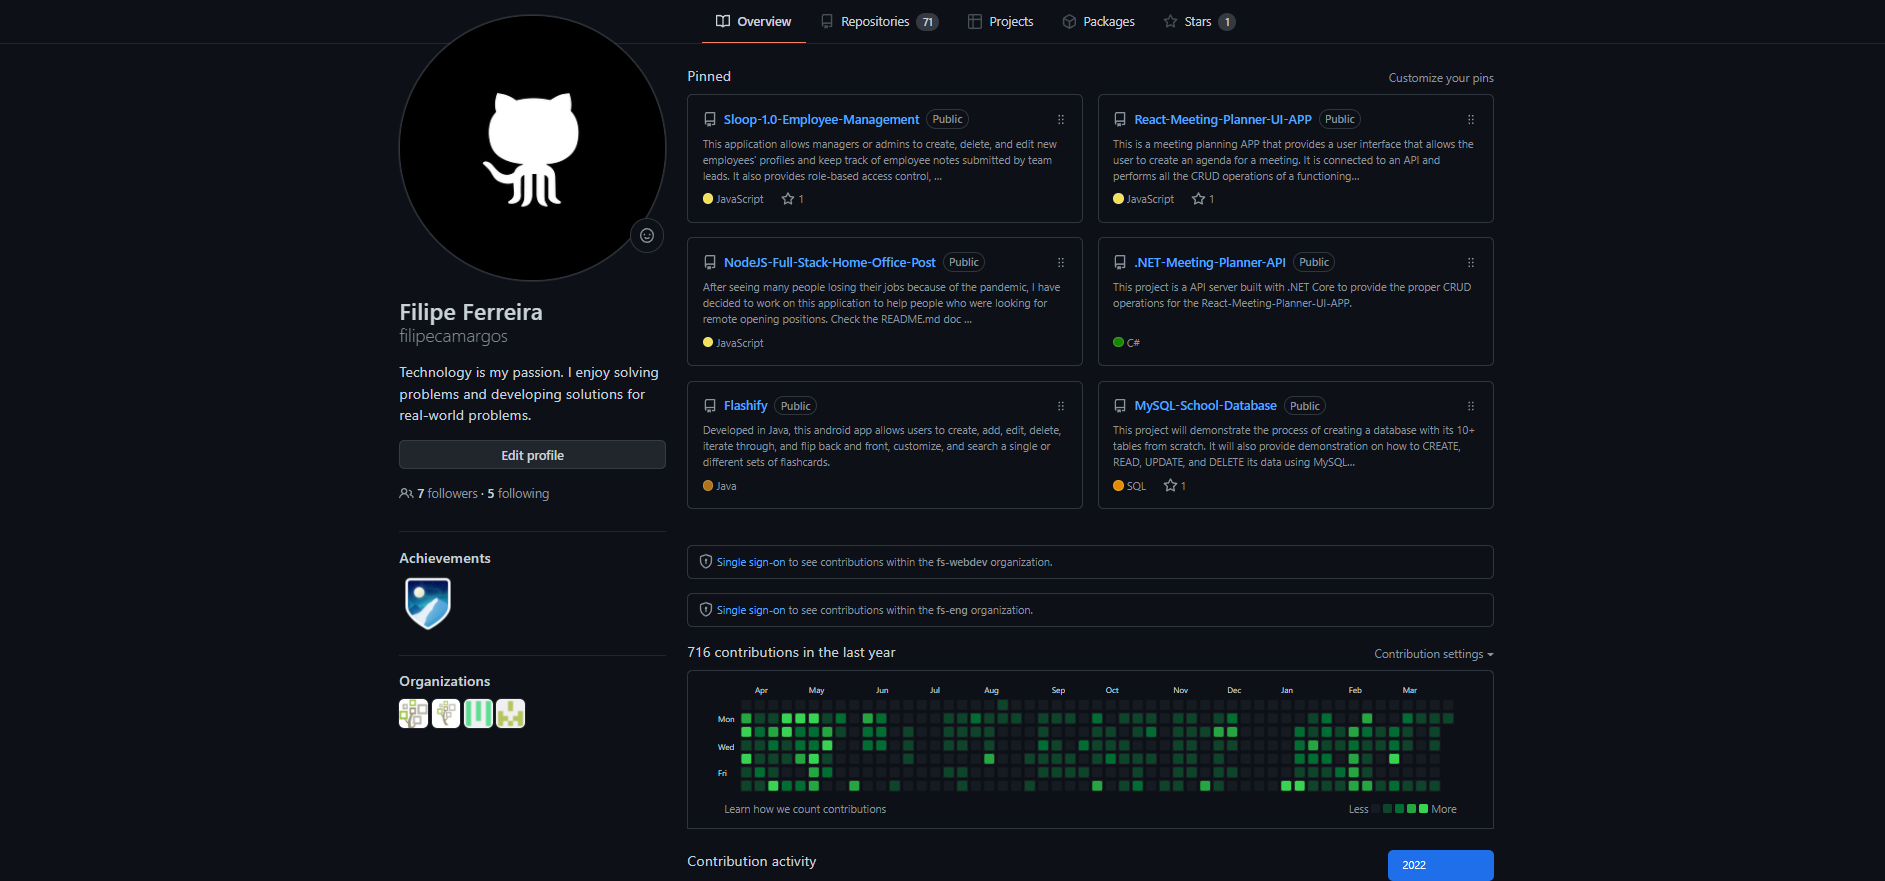 Overview Repositories 71 Projects Packages Stars 1
Filipe Ferreira
filipecamargos
Technology is my passion. I enjoy solving
problems and developing solutions for
real-world problems.
Edit profile
7 followers · 5 following
Achievements
Organizations
Pinned
Customize your pins
Sloop-1.0-Employee-Management Public
This application allows managers or admins to create, delete, and edit new
employees' profiles and keep track of employee notes submitted by team
leads. It also provides role-based access control, ...
JavaScript 1
React-Meeting-Planner-UI-APP Public
This is a meeting planning APP that provides a user interface that allows the
user to create an agenda for a meeting. It is connected to an API and
performs all the CRUD operations of a functioning...
JavaScript 1
NodeJS-Full-Stack-Home-Office-Post Public
After seeing many people losing their jobs because of the pandemic, I have
decided to work on this application to help people who were looking for
remote opening positions. Check the README.md doc ...
JavaScript
.NET-Meeting-Planner-API Public
This project is a API server built with .NET Core to provide the proper CRUD
operations for the React-Meeting-Planner-UI-APP.
C#
Flashify Public
Developed in Java, this android app allows users to create, add, edit, delete,
iterate through, and flip back and front, customize, and search a single or
different sets of flashcards.
Java
MySQL-School-Database Public
This project will demonstrate the process of creating a database with its 10+
tables from scratch. It will also provide demonstration on how to CREATE,
READ, UPDATE, and DELETE its data using MySQL...
SQL 1
Single sign-on to see contributions within the fs-webdev organization.
Single sign-on to see contributions within the fs-eng organization.
716 contributions in the last year
Contribution settings
Apr May Jun Jul Aug Sep Oct Nov Dec Jan Feb Mar
Mon
Wed
Fri
Learn how we count contributions
Less More
Contribution activity
2022